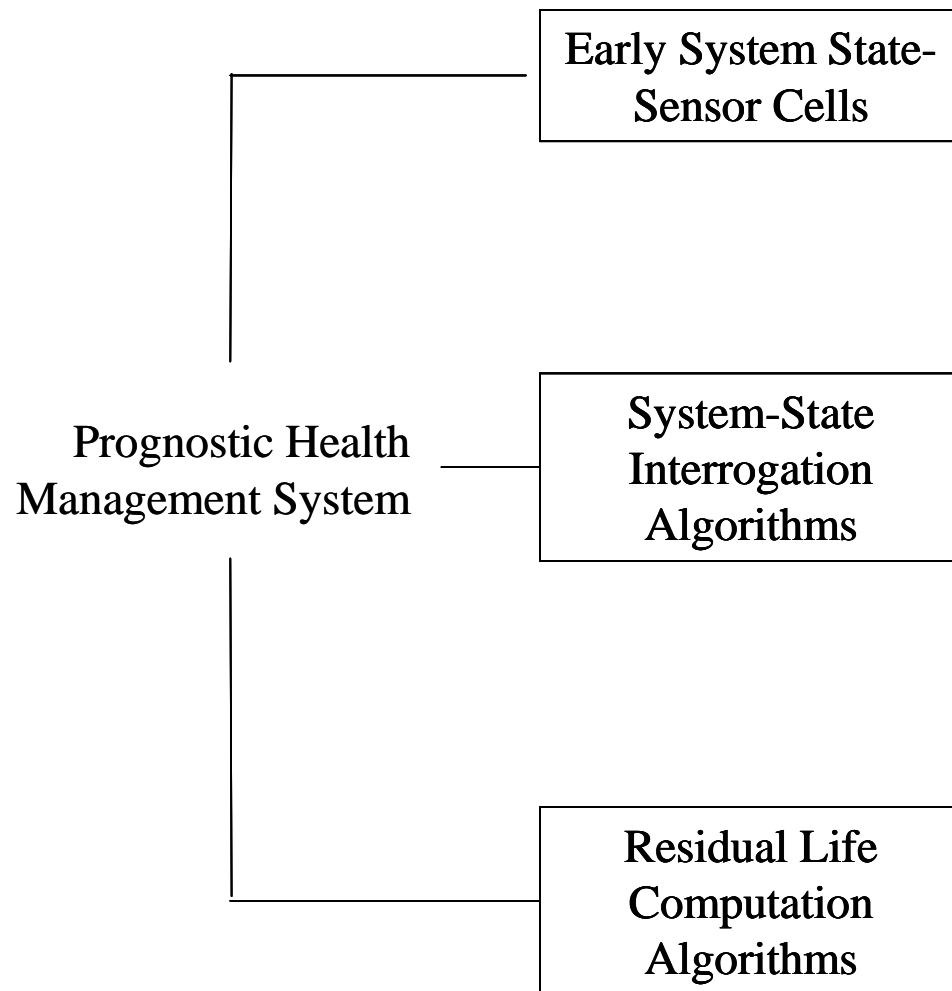 Early System State-
Sensor Cells
Prognostic Health
Management System
System-State
Interrogation
Algorithms
Residual Life
Computation
Algorithms